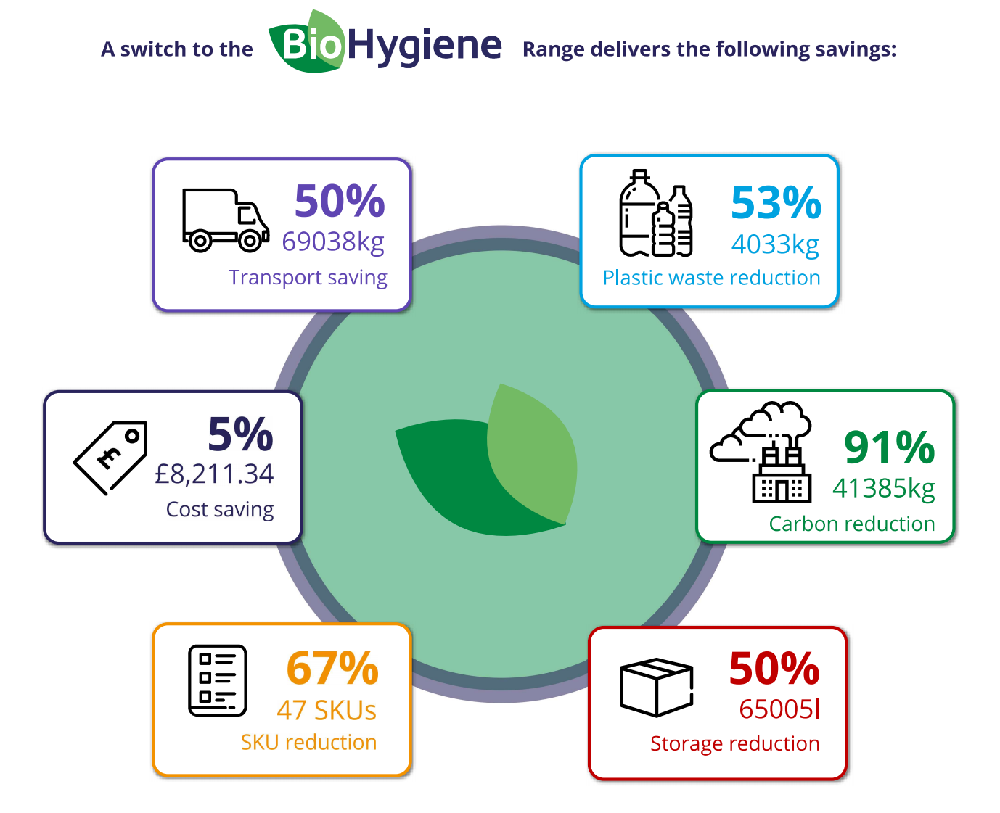 A switch to the BioHygiene Range delivers the following savings:
50%
69038kg
Transport saving
53%
4033kg
Plastic waste reduction
£
5%
£8,211.34
Cost saving
91%
41385kg
Carbon reduction
67%
47 SKUs
SKU reduction
50%
65005l
Storage reduction